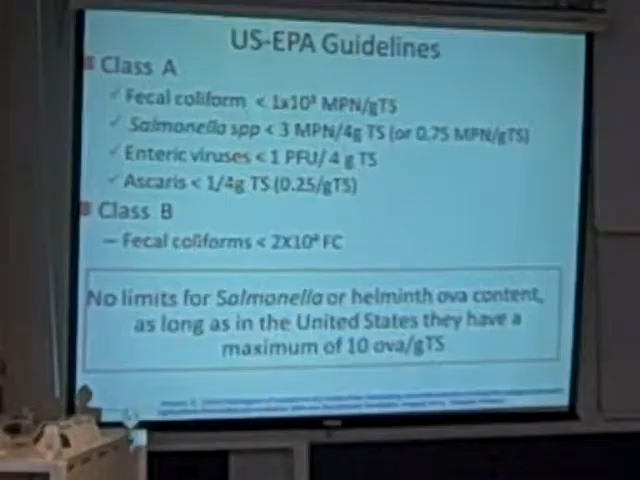 US-EPA Guidelines
Class A
✓ Fecal coliform < 1x10³ MPN/gTS
✓ Salmonella spp < 3 MPN/4g TS (or 0.75 MPN/gTS)
✓ Enteric viruses < 1 PFU/4 g TS
✓ Ascaris < 1/4g TS (0.25/gTS)
Class B
– Fecal coliforms < FC
No limits for Salmonella or helminth ova content,
as long as in the United States they have a
maximum of 10 ova/gTS